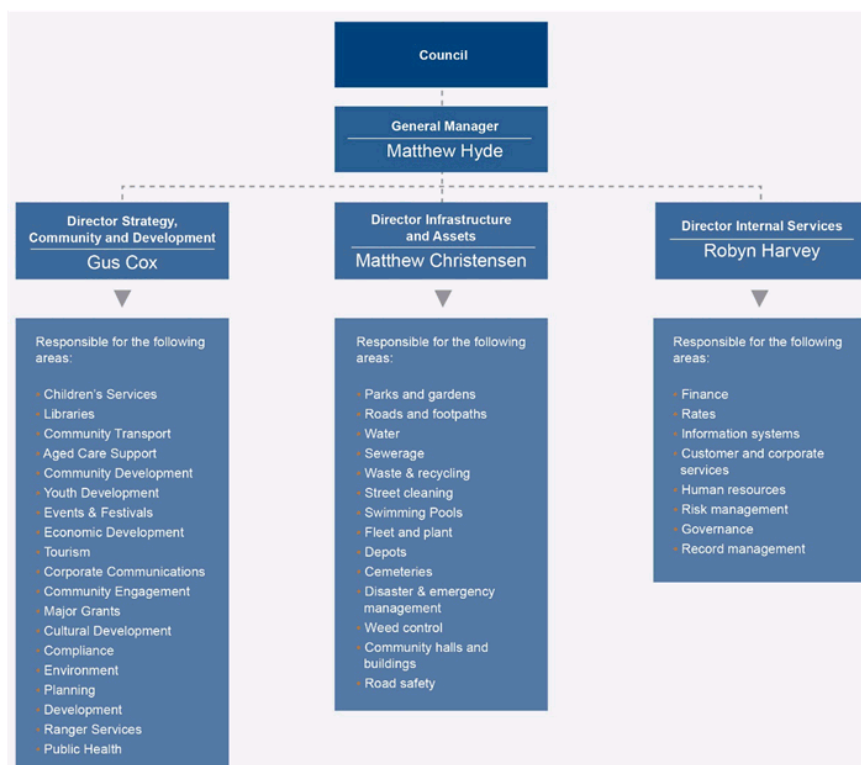 Council
General Manager
Matthew Hyde
Director Strategy,
Community and Development
Gus Cox
Responsible for the following
areas:
• Children's Services
• Libraries
• Community Transport
• Aged Care Support
• Community Development
• Youth Development
• Events & Festivals
• Economic Development
• Tourism
• Corporate Communications
• Community Engagement
• Major Grants
• Cultural Development
• Compliance
• Environment
• Planning
• Development
• Ranger Services
• Public Health
Director Infrastructure
and Assets
Matthew Christensen
Responsible for the following
areas:
• Parks and gardens
• Roads and footpaths
• Water
• Sewerage
• Waste & recycling
• Street cleaning
• Swimming Pools
• Fleet and plant
• Depots
• Cemeteries
• Disaster & emergency
management
• Weed control
• Community halls and
buildings
• Road safety
Director Internal Services
Robyn Harvey
Responsible for the following
areas:
• Finance
• Rates
• Information systems
• Customer and corporate
services
• Human resources
• Risk management
• Governance
• Record management